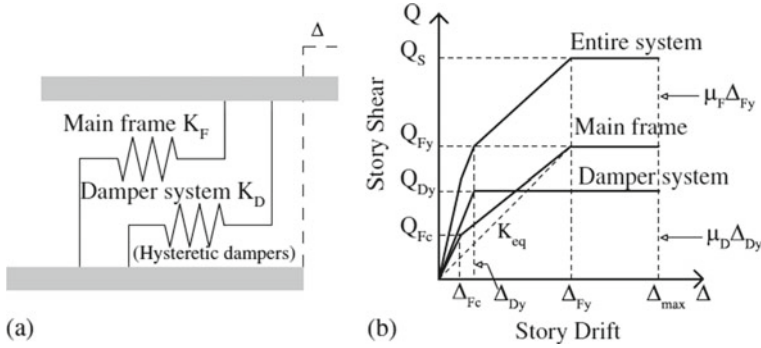 Δ
Main frame K_F
Damper system K_D
(Hysteretic dampers)
(a)
Q
Q_S
Entire system
μ_FΔ_Fy
Q_Fy
Main frame
Q_Dy
Damper system
Q_Fc
K_eq
μ_DΔ_Dy
Story Shear
Δ_Fc
Δ_Dy
Δ_Fy
Δ_max
Δ
(b)
Story Drift